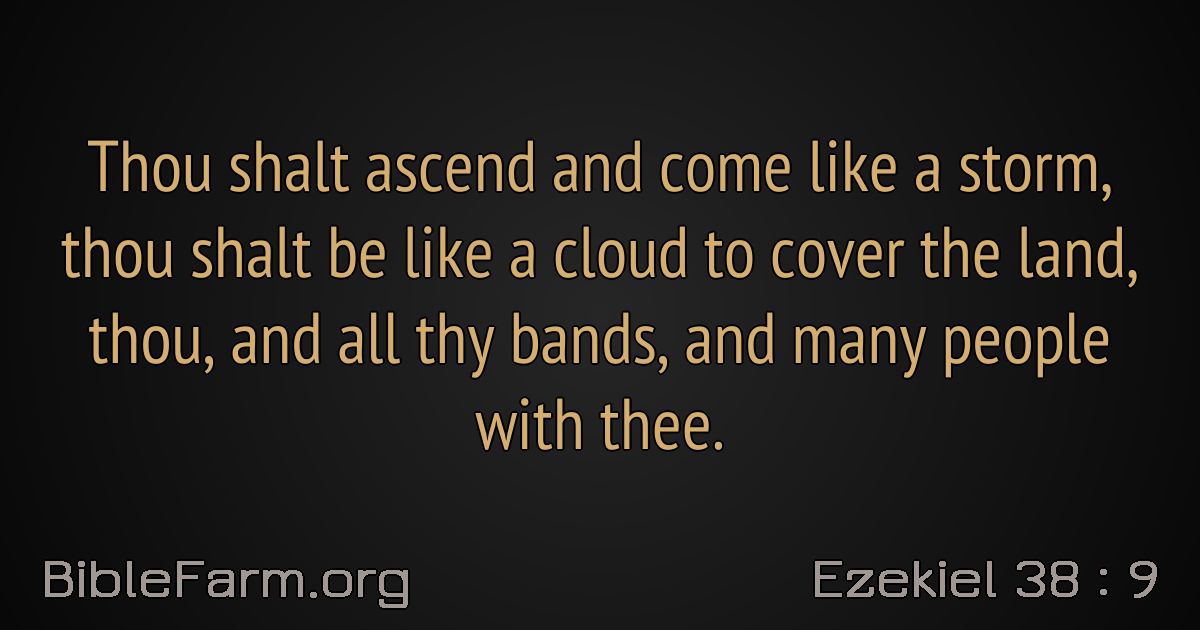 Thou shalt ascend and come like a storm,
thou shalt be like a cloud to cover the land,
thou, and all thy bands, and many people
with thee.
BibleFarm.org
Ezekiel 38 : 9